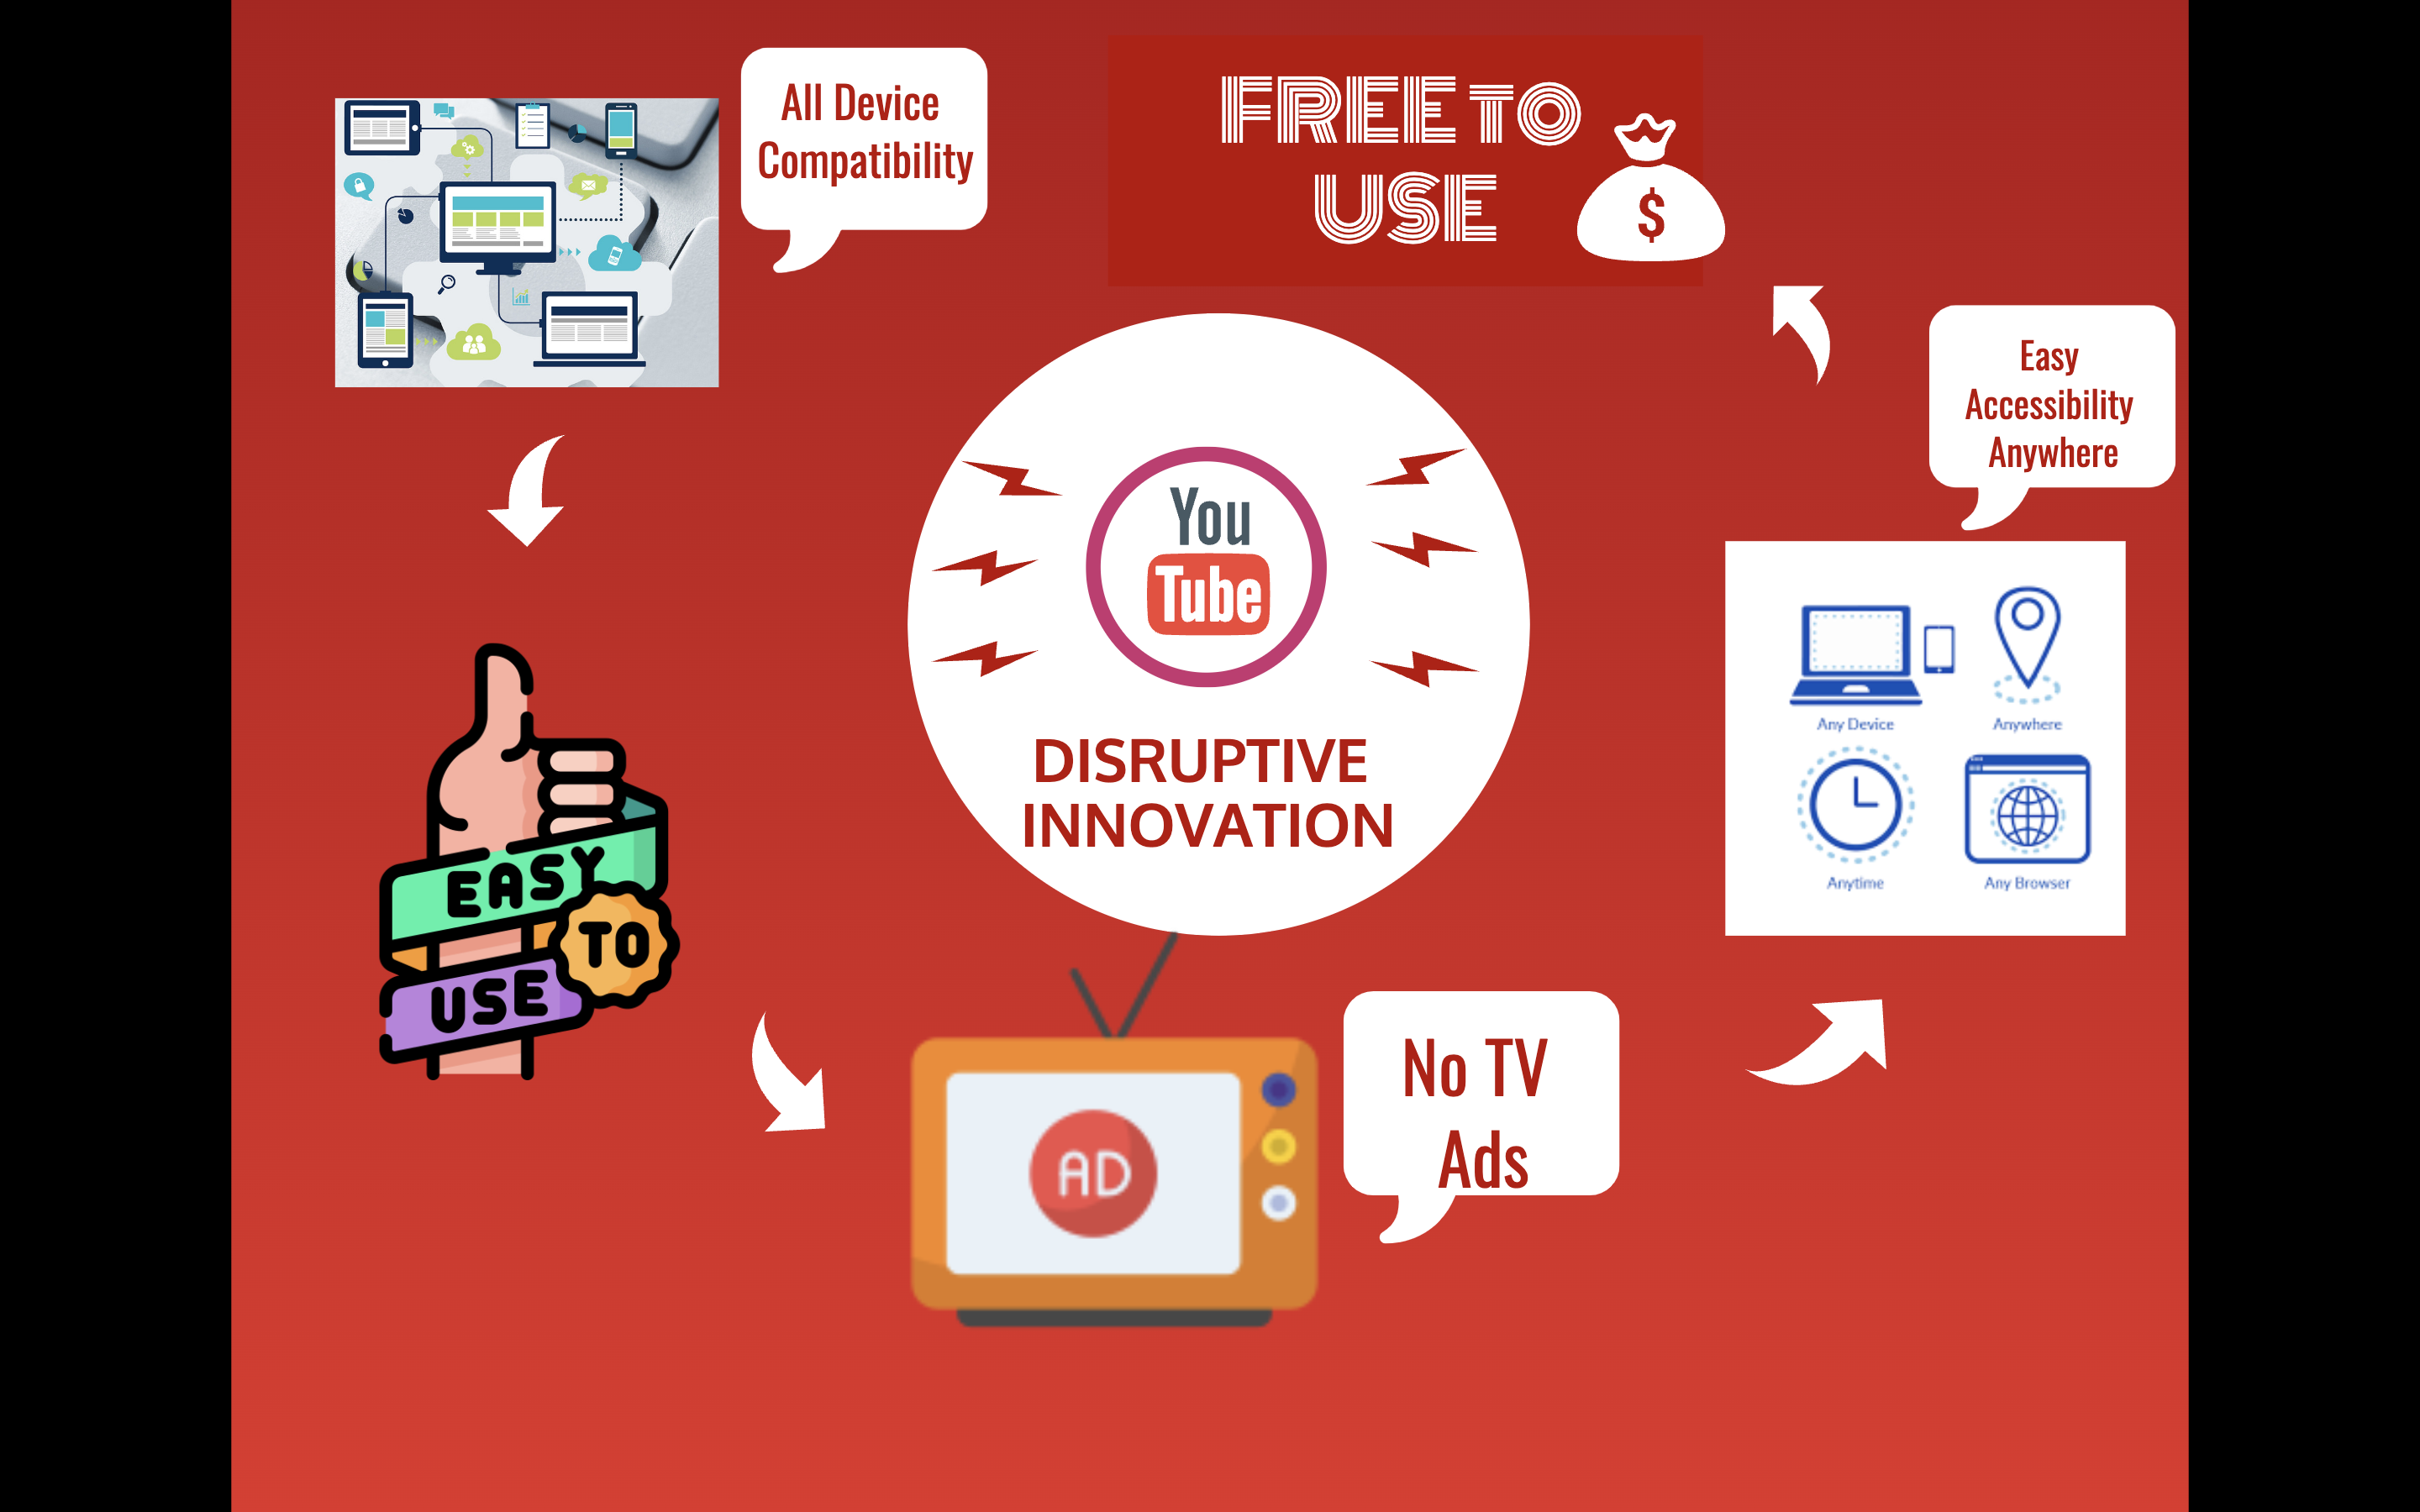 All Device
Compatibility
FREE TO
USE
$
Easy
Accessibility
Anywhere
You
Tube
DISRUPTIVE
INNOVATION
EASY
TO
USE
Any Device
Anywhere
Anytime
Any Browser
AD
No TV
Ads